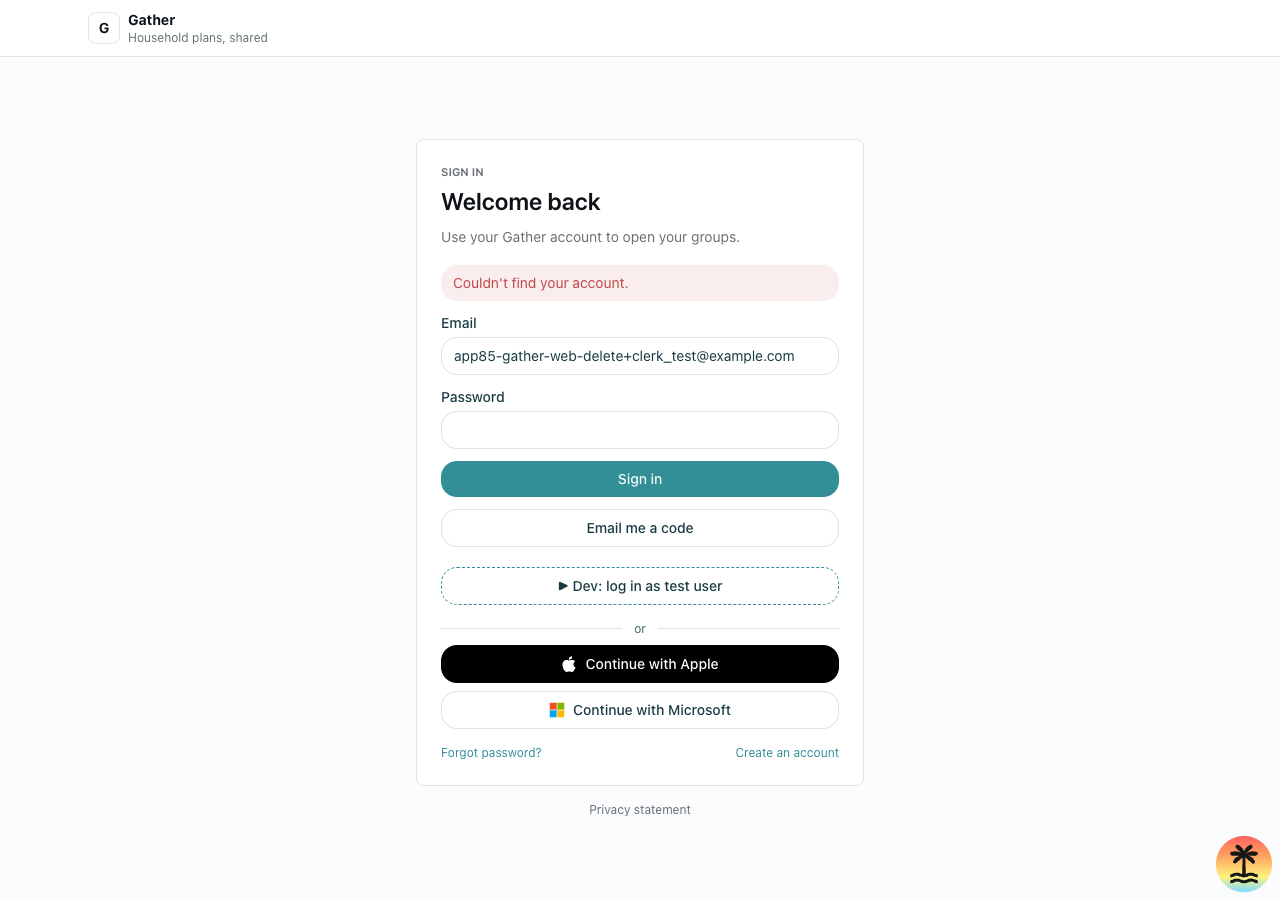 G
Gather
Household plans, shared
SIGN IN
Welcome back
Use your Gather account to open your groups.
Couldn't find your account.
Email
app85-gather-web-delete+clerk_test@example.com
Password
Sign in
Email me a code
Dev: log in as test user
or
Continue with Apple
Continue with Microsoft
Forgot password?
Create an account
Privacy statement